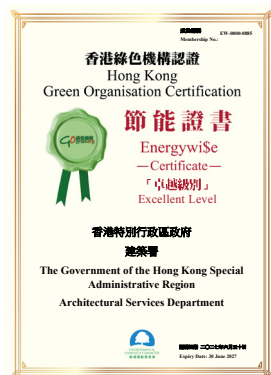 Membership No.:
EW-0800-0885
香港綠色機構認證
Hong Kong
Green Organisation Certification
節能證書
Energywi$e
—Certificate—
「卓越級別」
Excellent Level
香港特別行政區政府
建築署
The Government of the Hong Kong Special
Administrative Region
Architectural Services Department
Expiry Date: 30 June 2027